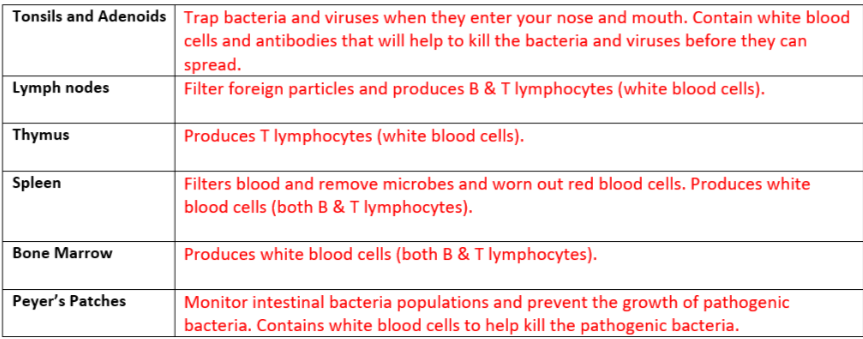 Tonsils and Adenoids
Trap bacteria and viruses when they enter your nose and mouth. Contain white blood
cells and antibodies that will help to kill the bacteria and viruses before they can
spread.
Lymph nodes
Filter foreign particles and produces B & T lymphocytes (white blood cells).
Thymus
Produces T lymphocytes (white blood cells).
Spleen
Filters blood and remove microbes and worn out red blood cells. Produces white
blood cells (both B & T lymphocytes).
Bone Marrow
Produces white blood cells (both B & T lymphocytes).
Peyer's Patches
Monitor intestinal bacteria populations and prevent the growth of pathogenic
bacteria. Contains white blood cells to help kill the pathogenic bacteria.